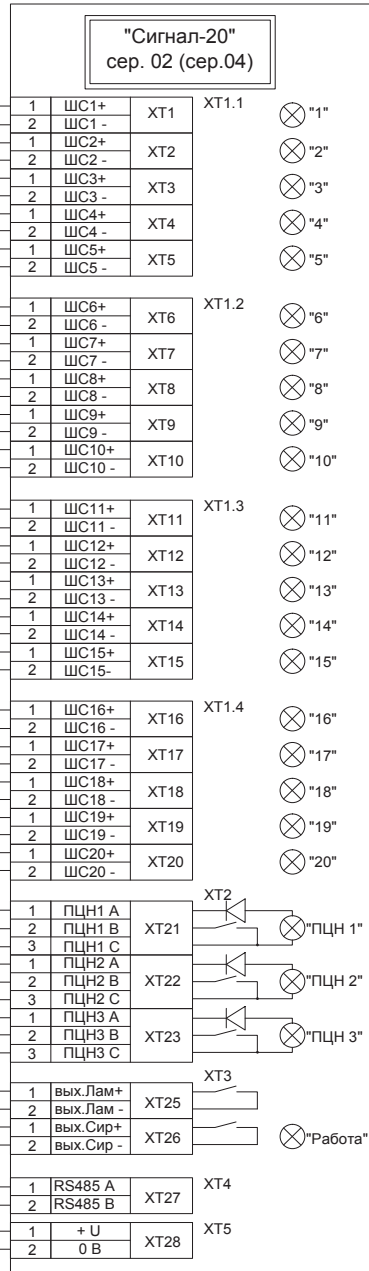 "Сигнал-20"
сер. 02 (сер.04)
1 ШС1+ XT1 XT1.1 "1"
2 ШС1 -
1 ШС2+ XT2 "2"
2 ШС2 -
1 ШС3+ XT3 "3"
2 ШС3 -
1 ШС4+ XT4 "4"
2 ШС4 -
1 ШС5+ XT5 "5"
2 ШС5 -
1 ШС6+ XT6 XT1.2 "6"
2 ШС6 -
1 ШС7+ XT7 "7"
2 ШС7 -
1 ШС8+ XT8 "8"
2 ШС8 -
1 ШС9+ XT9 "9"
2 ШС9 -
1 ШС10+ XT10 "10"
2 ШС10 -
1 ШС11+ XT11 XT1.3 "11"
2 ШС11 -
1 ШС12+ XT12 "12"
2 ШС12 -
1 ШС13+ XT13 "13"
2 ШС13 -
1 ШС14+ XT14 "14"
2 ШС14 -
1 ШС15+ XT15 "15"
2 ШС15-
1 ШС16+ XT16 XT1.4 "16"
2 ШС16 -
1 ШС17+ XT17 "17"
2 ШС17 -
1 ШС18+ XT18 "18"
2 ШС18 -
1 ШС19+ XT19 "19"
2 ШС19 -
1 ШС20+ XT20 "20"
2 ШС20 -
XT2
1 ПЦН1 А
2 ПЦН1 В XT21 "ПЦН 1"
3 ПЦН1 С
1 ПЦН2 А
2 ПЦН2 В XT22 "ПЦН 2"
3 ПЦН2 С
1 ПЦН3 А
2 ПЦН3 В XT23 "ПЦН 3"
3 ПЦН3 С
XT3
1 вых.Лам+ XT25
2 вых.Лам -
1 вых.Сир+ XT26 "Работа"
2 вых.Сир -
1 RS485 A XT27 XT4
2 RS485 B
1 + U XT28 XT5
2 0 В